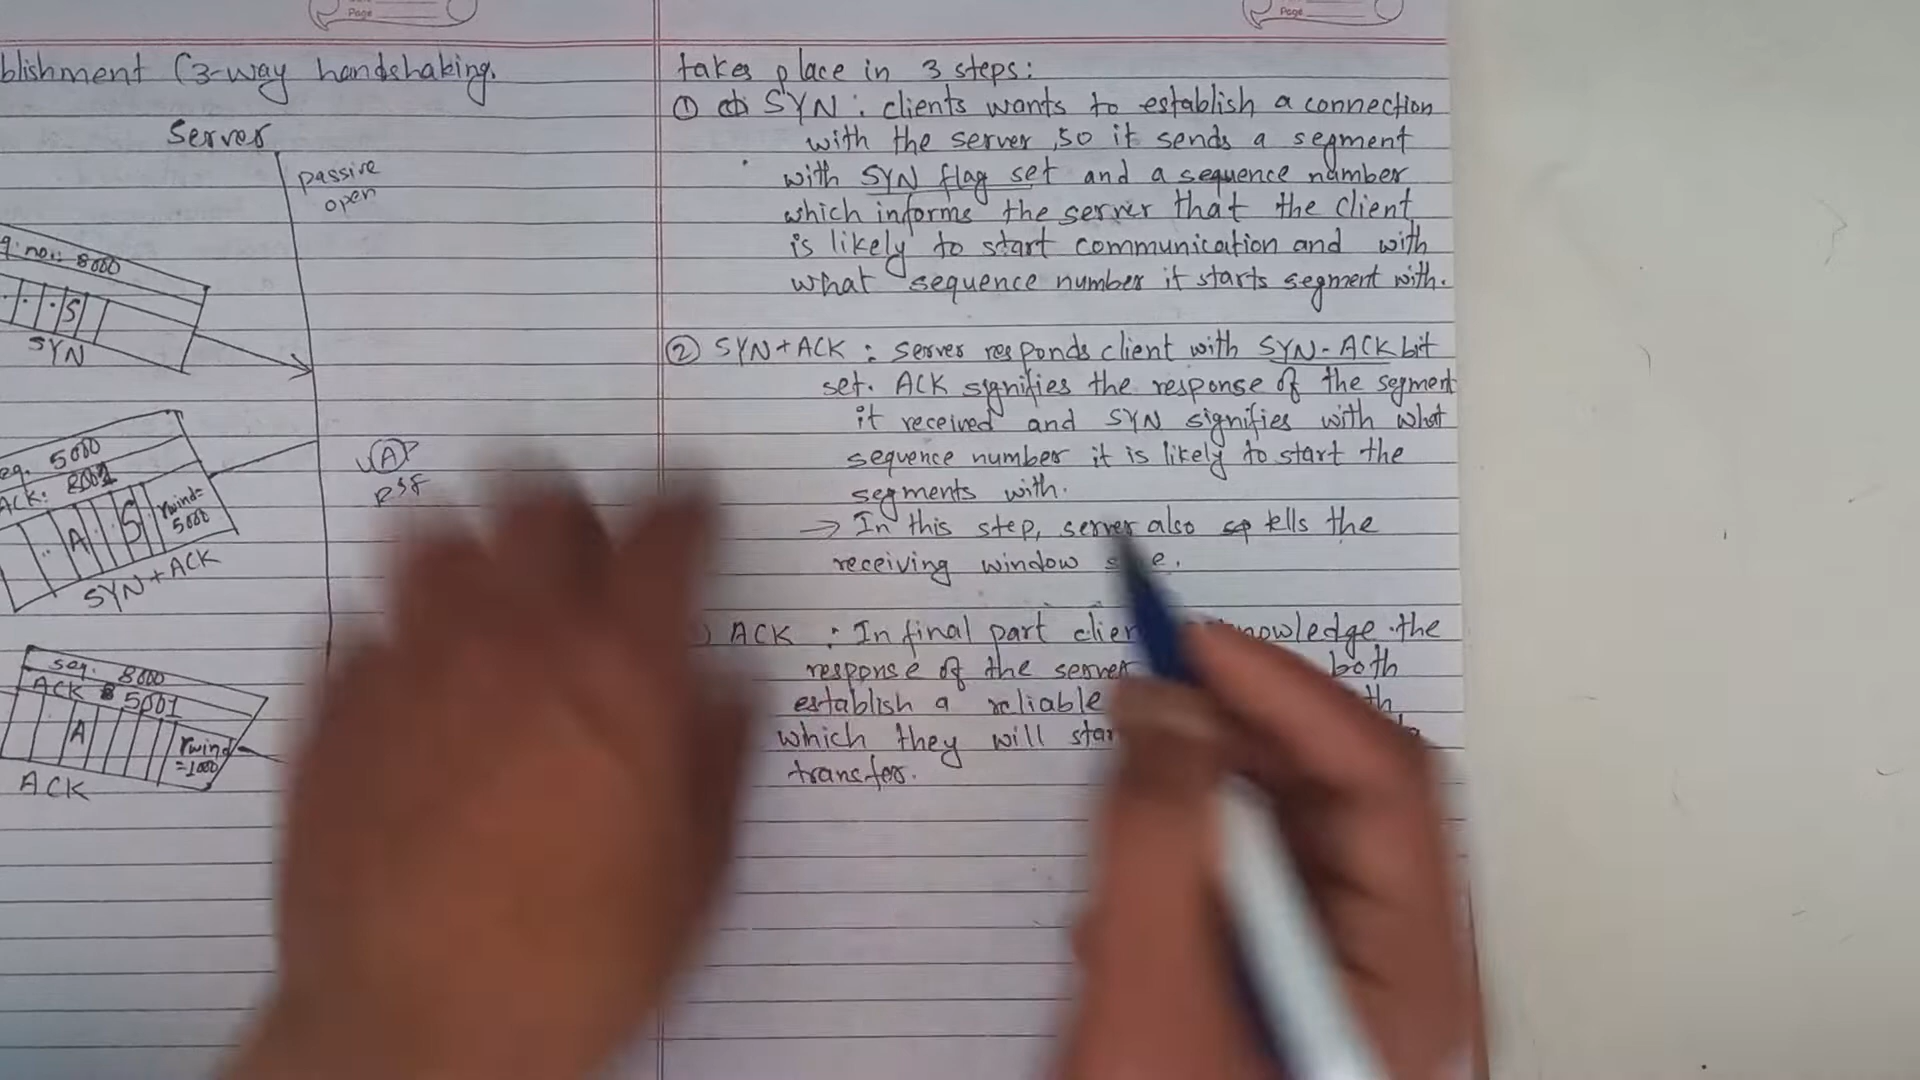 Page
blishment (3-way handshaking.
Server
passive
open
q. no.: 8000
S
SYN
eq. 5000
ACK: 8001
A S rwind=
5000
SYN + ACK
UAP
RSF
seq. 8000
ACK 5001
A rwind
=1000
ACK
Page
takes place in 3 steps:
① SYN : clients wants to establish a connection
with the server, so it sends a segment
with SYN flag set and a sequence number
which informs the server that the client
is likely to start communication and with
what sequence number it starts segment with.
② SYN+ACK : server responds client with SYN-ACK bit
set. ACK signifies the response of the segment
it received and SYN signifies with what
sequence number it is likely to start the
segments with.
→ In this step, server also tells the
receiving window
ACK : In final part the
response of the server both
establish a reliable
which they will
transfer.